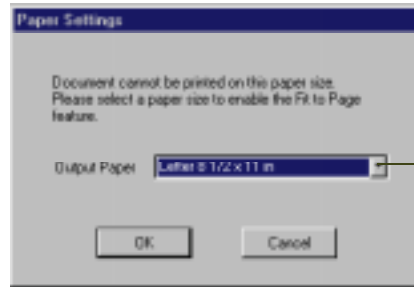 Paper Settings
Document cannot be printed on this paper size.
Please select a paper size to enable the Fit to Page
feature.
Output Paper
Letter 8 1/2 x 11 in
OK
Cancel